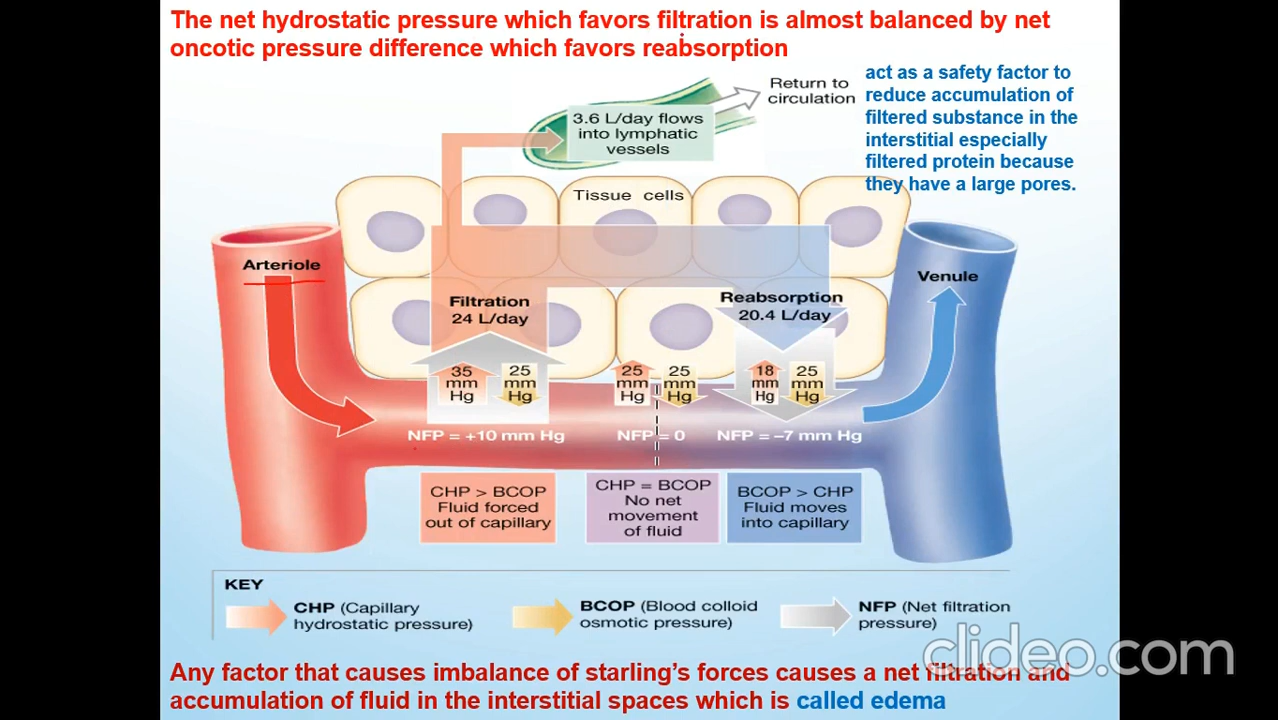 The net hydrostatic pressure which favors filtration is almost balanced by net
oncotic pressure difference which favors reabsorption
act as a safety factor to
reduce accumulation of
filtered substance in the
interstitial especially
filtered protein because
they have a large pores.
Return to
circulation
3.6 L/day flows
into lymphatic
vessels
Tissue cells
Arteriole
Venule
Filtration
24 L/day
Reabsorption
20.4 L/day
35
mm
Hg
25
mm
Hg
25
mm
Hg
25
mm
Hg
18
mm
Hg
25
mm
Hg
NFP = +10 mm Hg
NFP = 0
NFP = –7 mm Hg
CHP > BCOP
Fluid forced
out of capillary
CHP = BCOP
No net
movement
of fluid
BCOP > CHP
Fluid moves
into capillary
KEY
CHP (Capillary
hydrostatic pressure)
BCOP (Blood colloid
osmotic pressure)
NFP (Net filtration
pressure)
clideo.com
Any factor that causes imbalance of starling's forces causes a net filtration and
accumulation of fluid in the interstitial spaces which is called edema